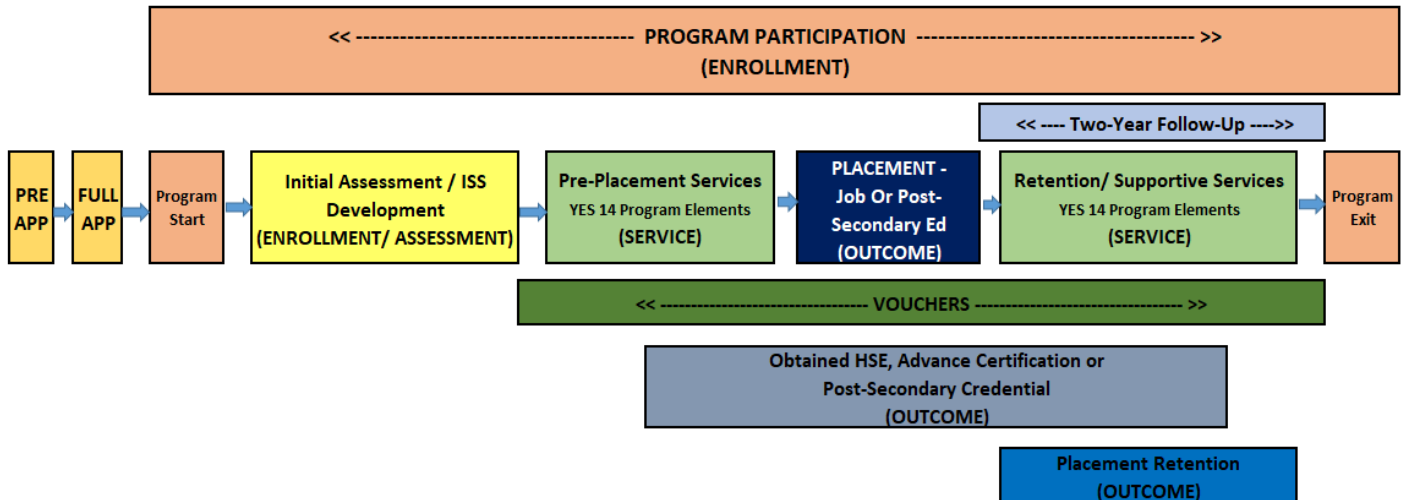 << ------------------------------------- PROGRAM PARTICIPATION -------------------------------------- >>
(ENROLLMENT)
<< ---- Two-Year Follow-Up ---->>
PRE
APP
FULL
APP
Program
Start
Initial Assessment / ISS
Development
(ENROLLMENT/ ASSESSMENT)
Pre-Placement Services
YES 14 Program Elements
(SERVICE)
PLACEMENT -
Job Or Post-
Secondary Ed
(OUTCOME)
Retention/ Supportive Services
YES 14 Program Elements
(SERVICE)
Program
Exit
<< ---------------------------------- VOUCHERS ---------------------------------- >>
Obtained HSE, Advance Certification or
Post-Secondary Credential
(OUTCOME)
Placement Retention
(OUTCOME)